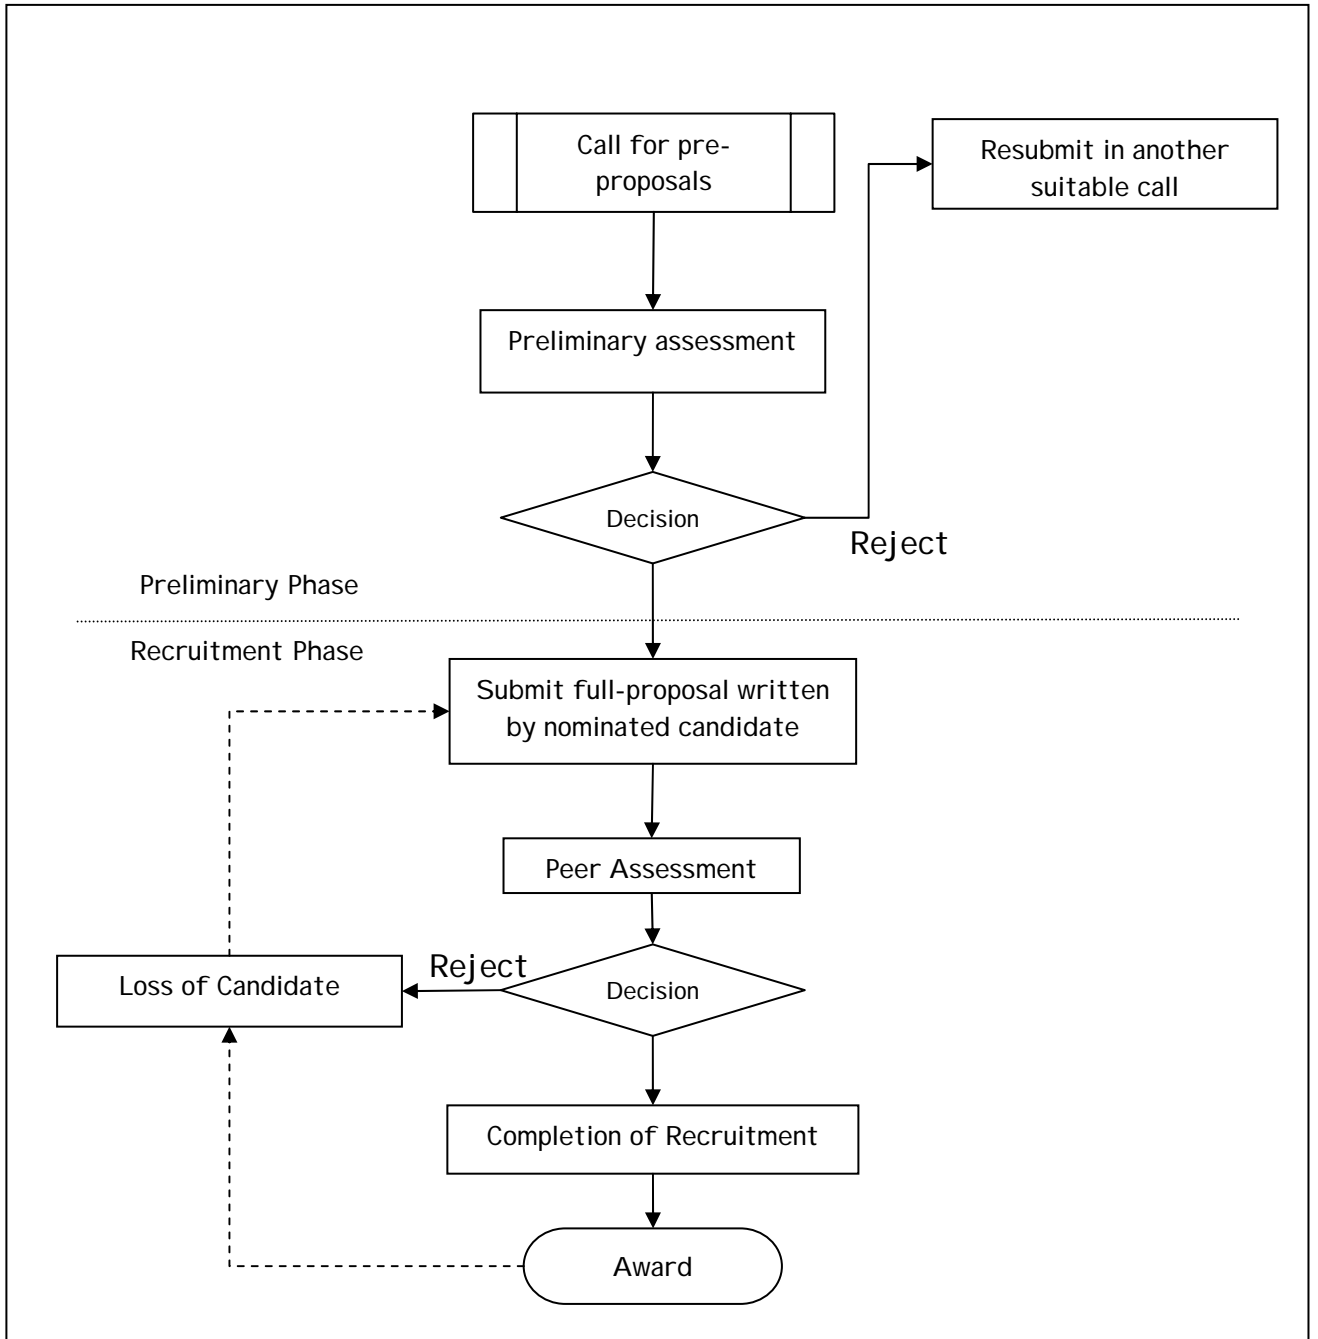 Call for pre-
proposals
Resubmit in another
suitable call
Preliminary assessment
Decision
Reject
Preliminary Phase
Recruitment Phase
Submit full-proposal written
by nominated candidate
Peer Assessment
Reject
Loss of Candidate
Decision
Completion of Recruitment
Award